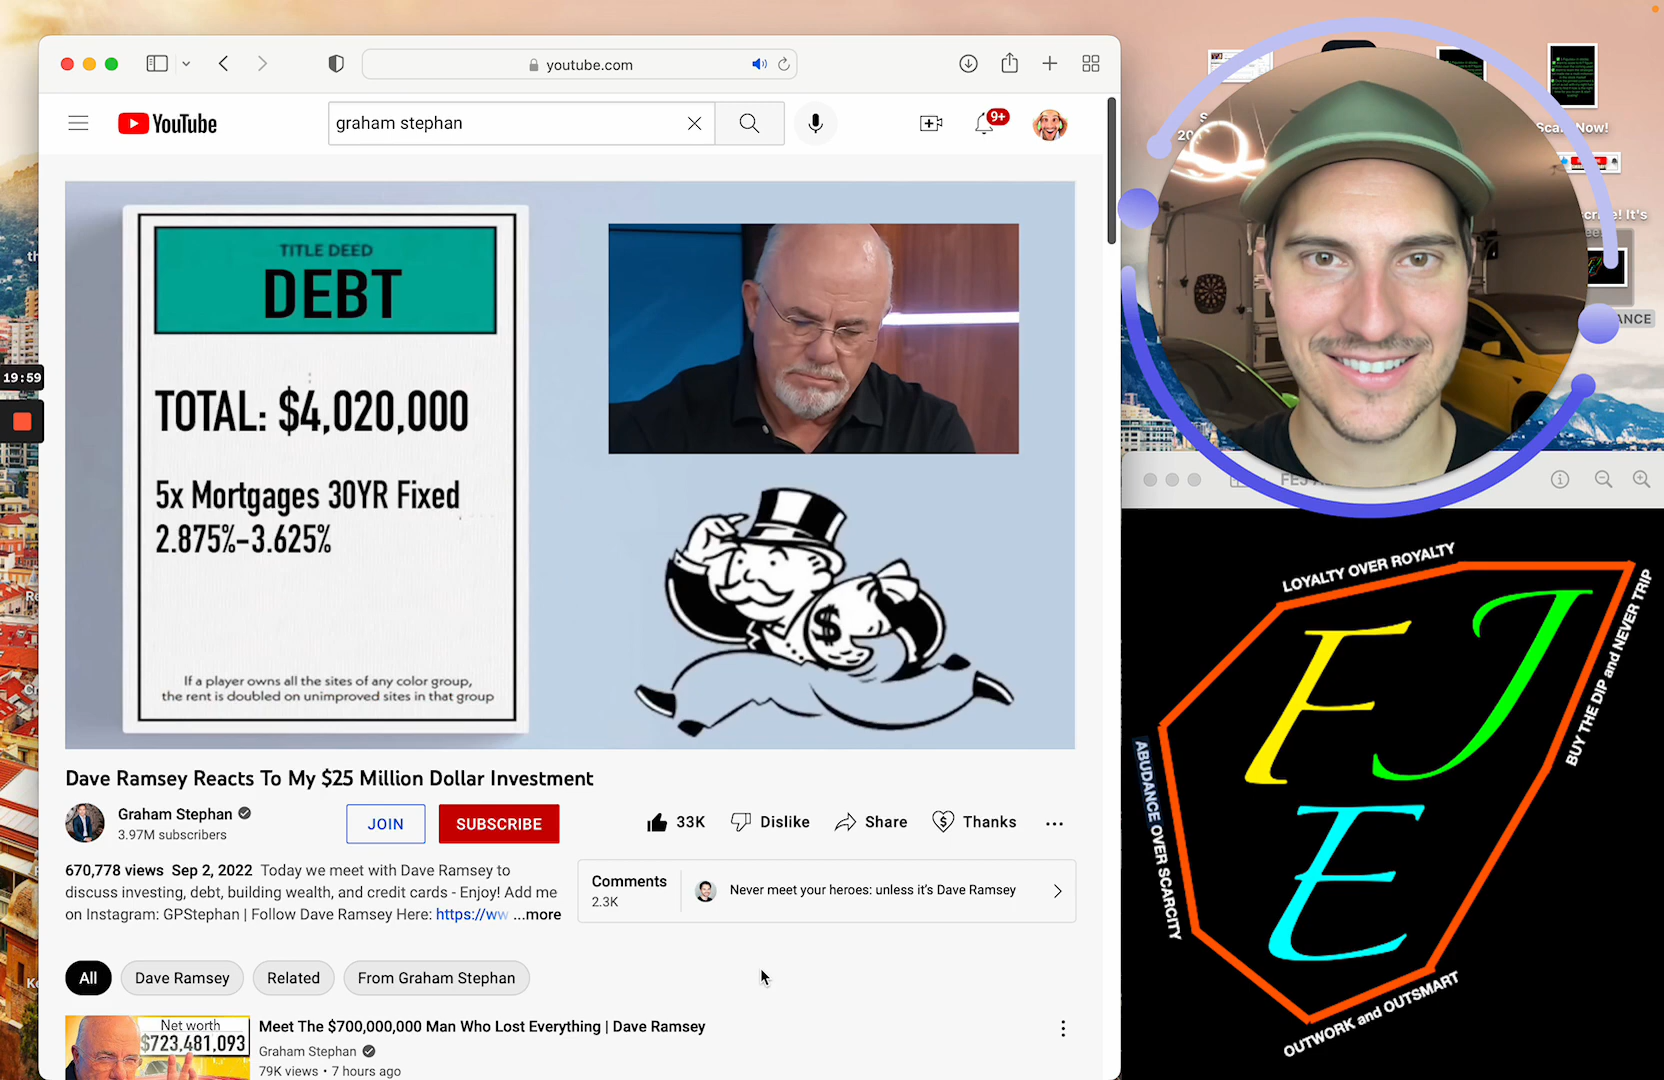 youtube.com
YouTube
graham stephan
9+
TITLE DEED
DEBT
TOTAL: $4,020,000
5x Mortgages 30YR Fixed
2.875%-3.625%
If a player owns all the sites of any color group,
the rent is doubled on unimproved sites in that group
$
19:59
Dave Ramsey Reacts To My $25 Million Dollar Investment
Graham Stephan
3.97M subscribers
JOIN
SUBSCRIBE
33K
Dislike
Share
Thanks
670,778 views Sep 2, 2022 Today we meet with Dave Ramsey to
discuss investing, debt, building wealth, and credit cards - Enjoy! Add me
on Instagram: GPStephan | Follow Dave Ramsey Here: https://ww ...more
Comments
2.3K
Never meet your heroes: unless it's Dave Ramsey
All
Dave Ramsey
Related
From Graham Stephan
Net worth
$723,481,093
Meet The $700,000,000 Man Who Lost Everything | Dave Ramsey
Graham Stephan
79K views • 7 hours ago
Now!
It's
LOYALTY OVER ROYALTY
BUY THE DIP and NEVER TRIP
ABUDANCE OVER SCARCITY
OUTWORK and OUTSMART
F J
E